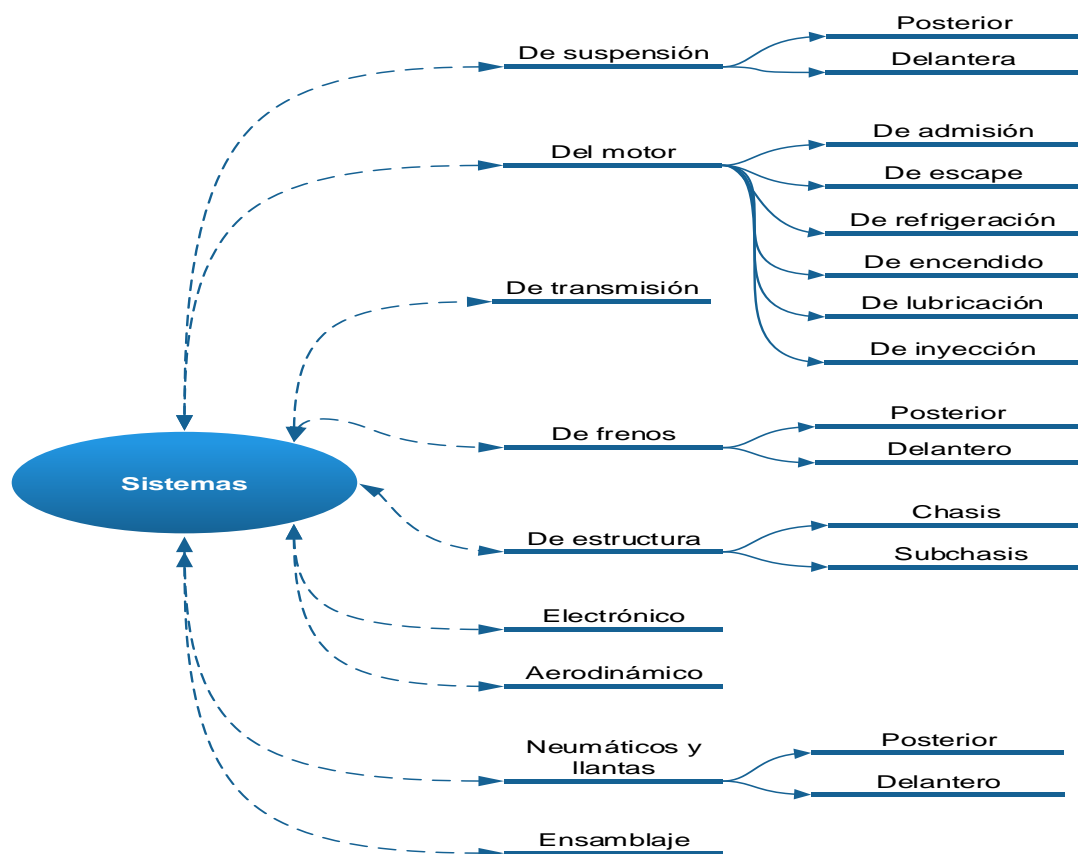 Sistemas
De suspensión
Posterior
Delantera
Del motor
De admisión
De escape
De refrigeración
De encendido
De lubricación
De inyección
De transmisión
De frenos
Posterior
Delantero
De estructura
Chasis
Subchasis
Electrónico
Aerodinámico
Neumáticos y
llantas
Posterior
Delantero
Ensamblaje